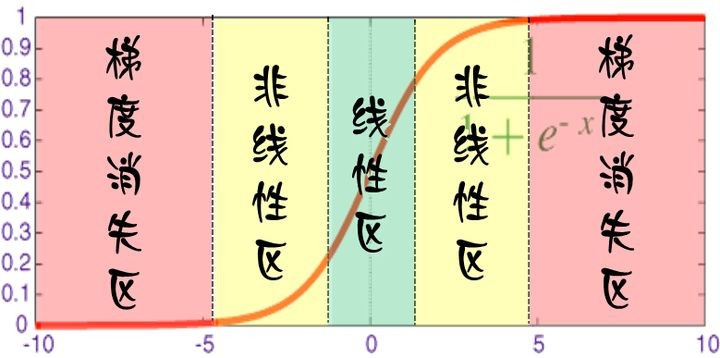 1
0.9
0.8
0.7
0.6
0.5
0.4
0.3
0.2
0.1
0
梯度消失区
非线性区
线性区
非线性区
梯度消失区
1
1 + e^{- x}
-10
-5
0
5
10